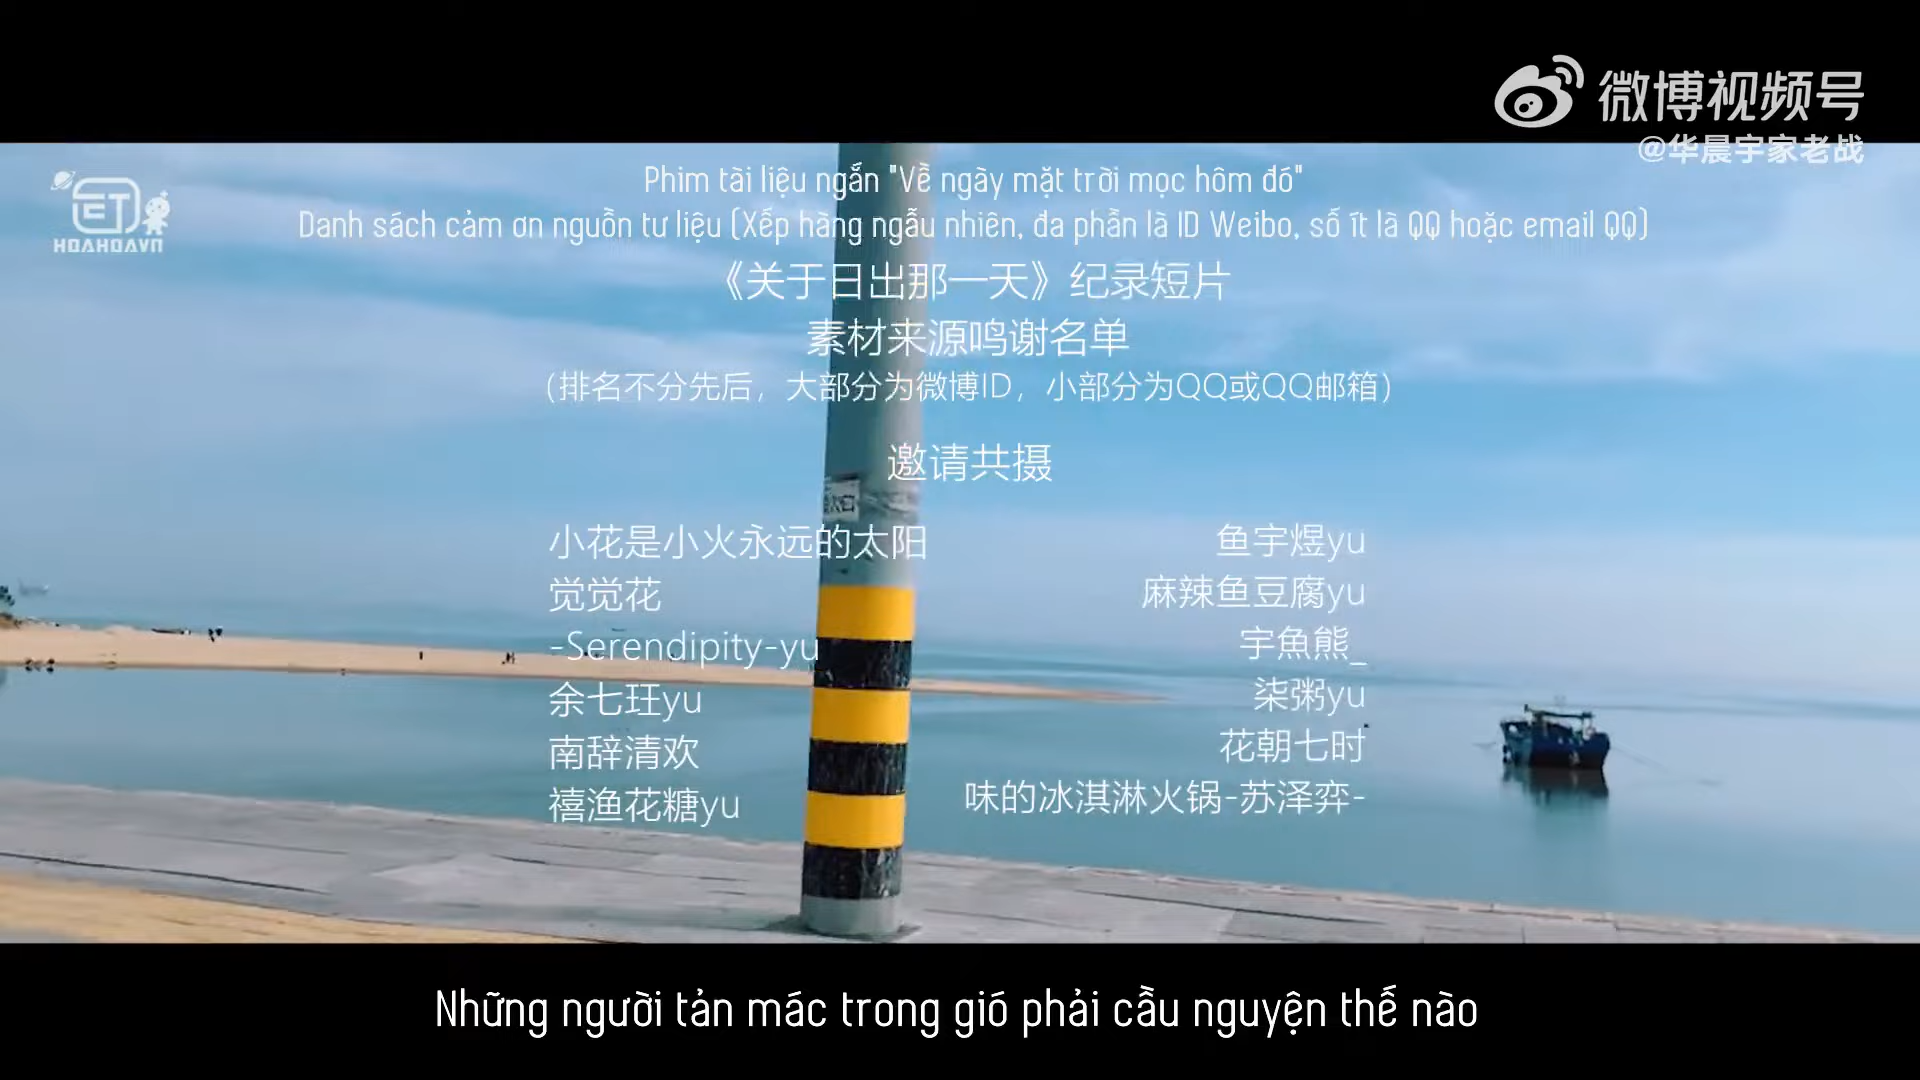 微博视频号
@华晨宇家老战
ET
HOAHOAVN
Phim tài liệu ngắn "Về ngày mặt trời mọc hôm đó"
Danh sách cảm ơn nguồn tư liệu (Xếp hàng ngẫu nhiên, đa phần là ID Weibo, số ít là QQ hoặc email QQ)
《关于日出那一天》纪录短片
素材来源鸣谢名单
（排名不分先后，大部分为微博ID，小部分为QQ或QQ邮箱）
邀请共摄
小花是小火永远的太阳
鱼宇煜yu
觉觉花
麻辣鱼豆腐yu
-Serendipity-yu
宇魚熊_
余七玨yu
柒粥yu
南辞清欢
花朝七时
禧渔花糖yu
味的冰淇淋火锅-苏泽弈-
Những người tản mác trong gió phải cầu nguyện thế nào